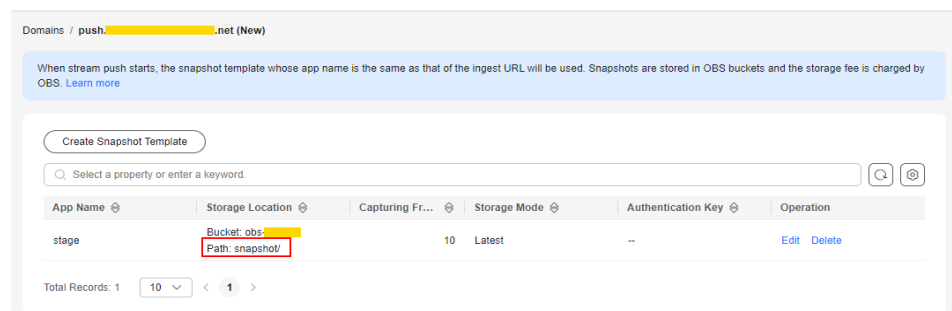 Domains / push. .net (New)
When stream push starts, the snapshot template whose app name is the same as that of the ingest URL will be used. Snapshots are stored in OBS buckets and the storage fee is charged by
OBS. Learn more
Create Snapshot Template
Select a property or enter a keyword.
App Name Storage Location Capturing Fr... Storage Mode Authentication Key Operation
Bucket: obs-
stage 10 Latest -- Edit Delete
Path: snapshot/
Total Records: 1 10 < 1 >